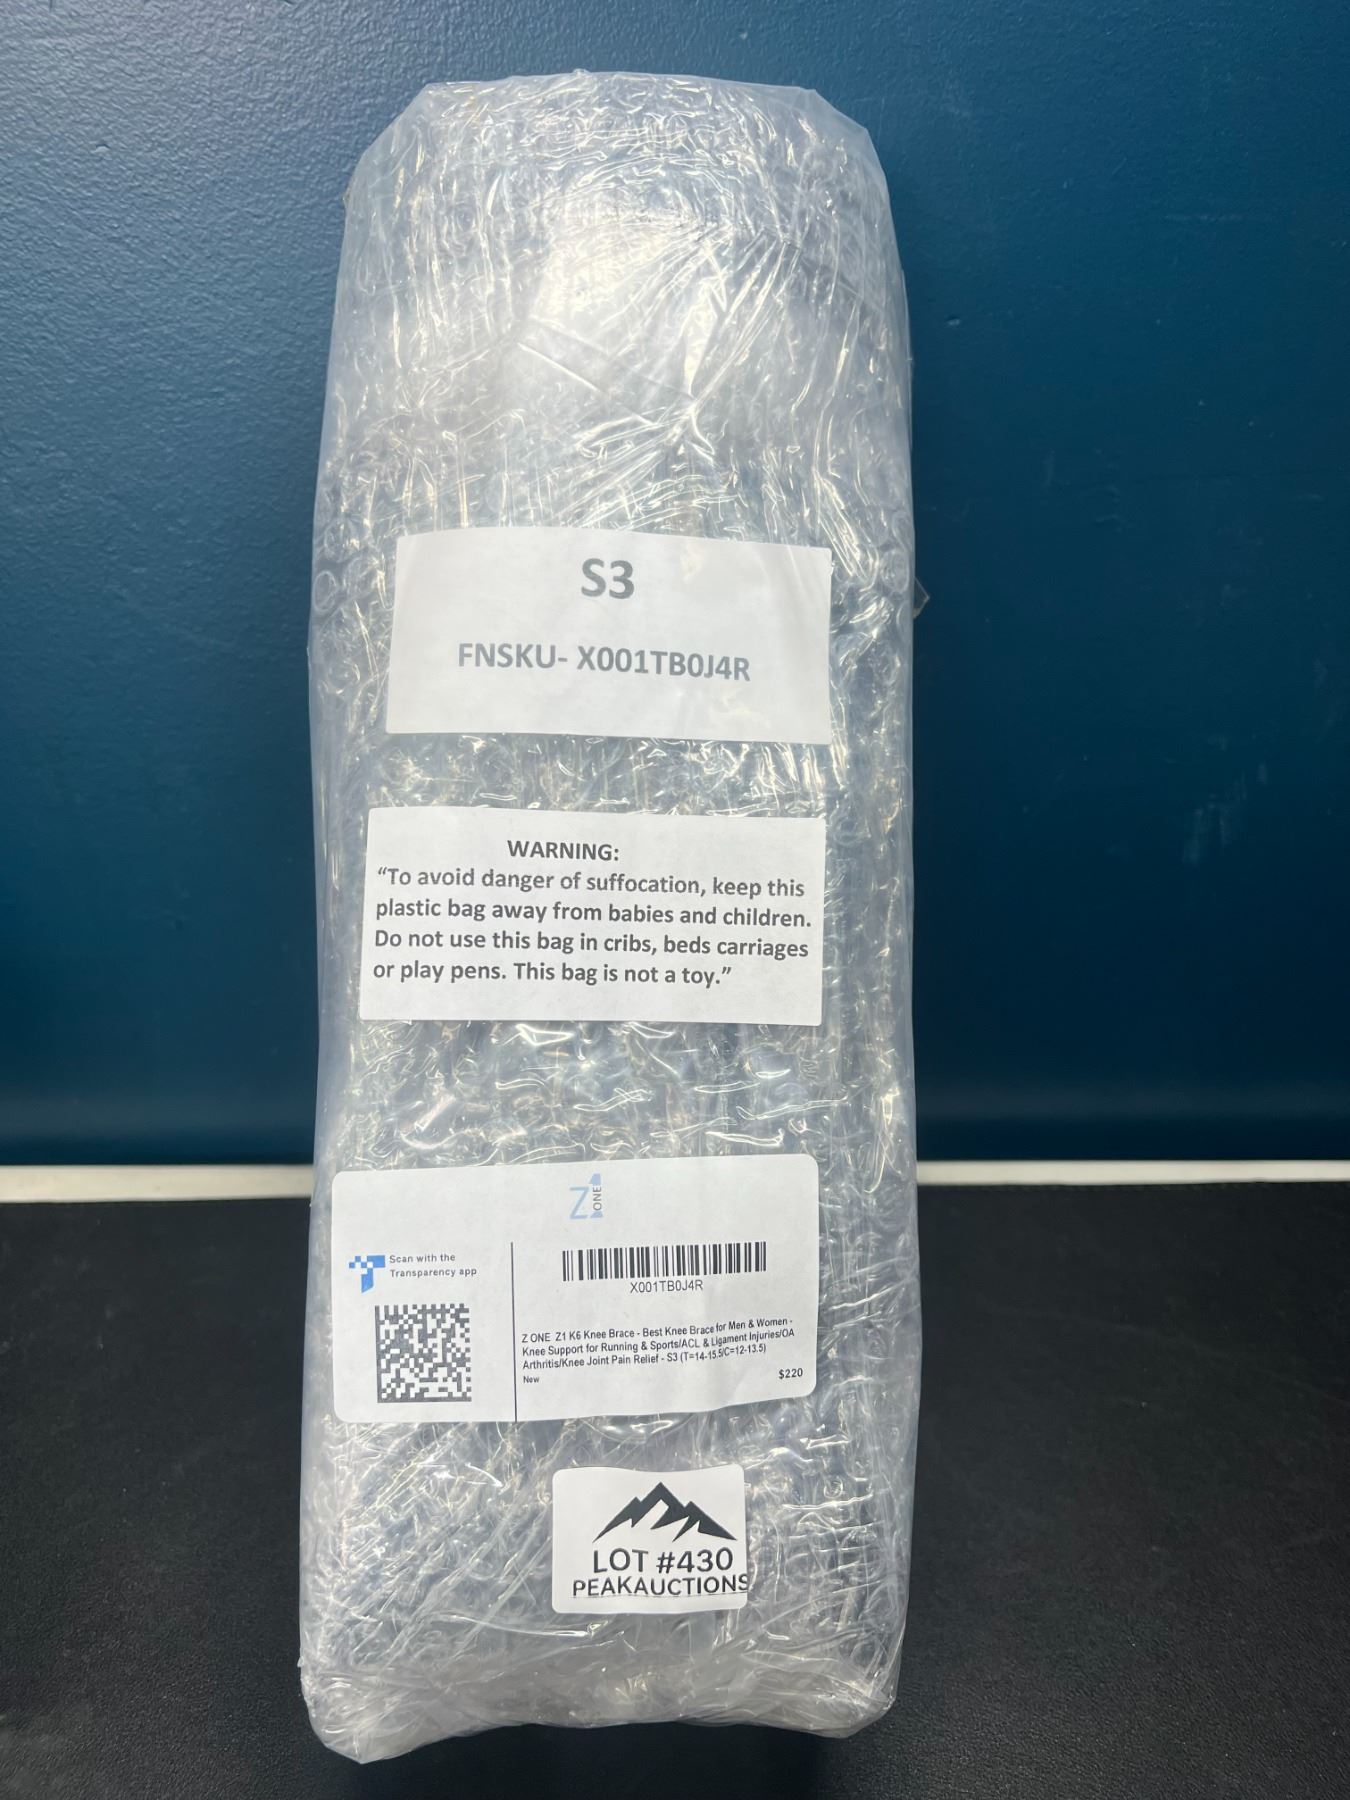 S3
FNSKU- X001TB0J4R
WARNING:
“To avoid danger of suffocation, keep this
plastic bag away from babies and children.
Do not use this bag in cribs, beds carriages
or play pens. This bag is not a toy.”
Z ONE
Scan with the
Transparency app
X001TB0J4R
Z ONE Z1 K6 Knee Brace - Best Knee Brace for Men & Women -
Knee Support for Running & Sports/ACL & Ligament Injuries/OA
Arthritis/Knee Joint Pain Relief - S3 (T=14-15.5/C=12-13.5)
New
$220
LOT #430
PEAKAUCTIONS